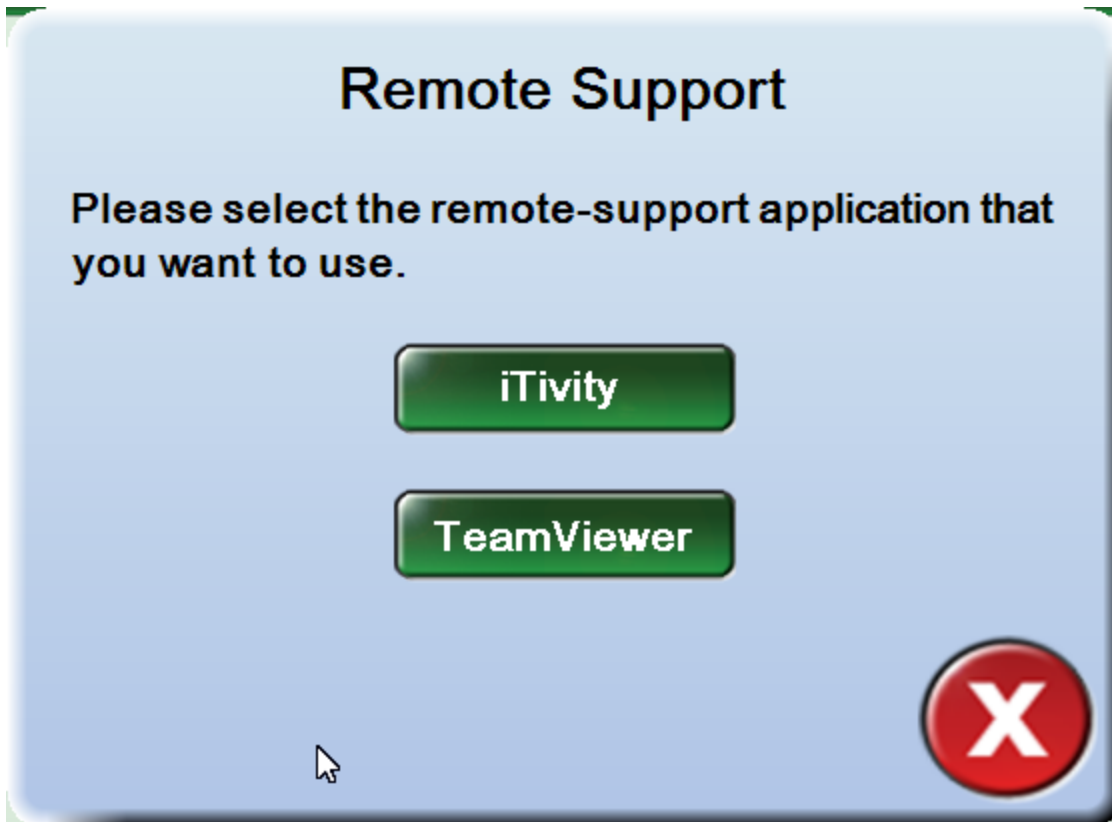 Remote Support
Please select the remote-support application that
you want to use.
iTivity
TeamViewer
X